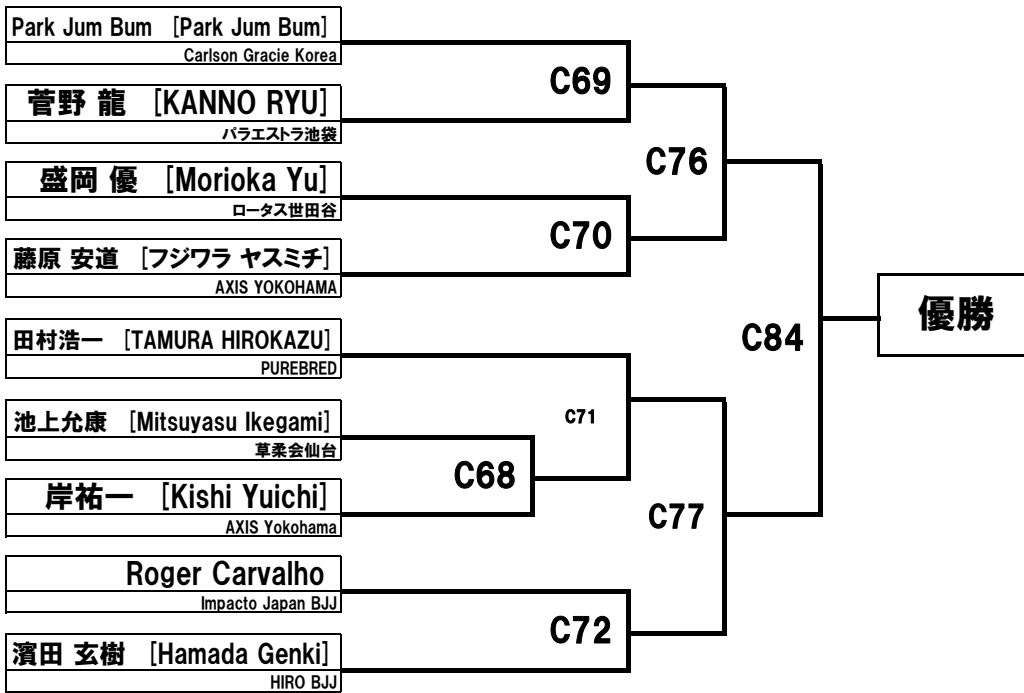 Park Jum Bum [Park Jum Bum]
Carlson Gracie Korea
菅野 龍 [KANNO RYU]
パラエストラ池袋
盛岡 優 [Morioka Yu]
ロータス世田谷
藤原 安道 [フジワラ ヤスミチ]
AXIS YOKOHAMA
田村浩一 [TAMURA HIROKAZU]
PUREBRED
池上允康 [Mitsuyasu Ikegami]
草柔会仙台
岸祐一 [Kishi Yuichi]
AXIS Yokohama
Roger Carvalho
Impacto Japan BJJ
濱田 玄樹 [Hamada Genki]
HIRO BJJ
C69
C70
C68
C71
C72
C76
C77
C84
優勝